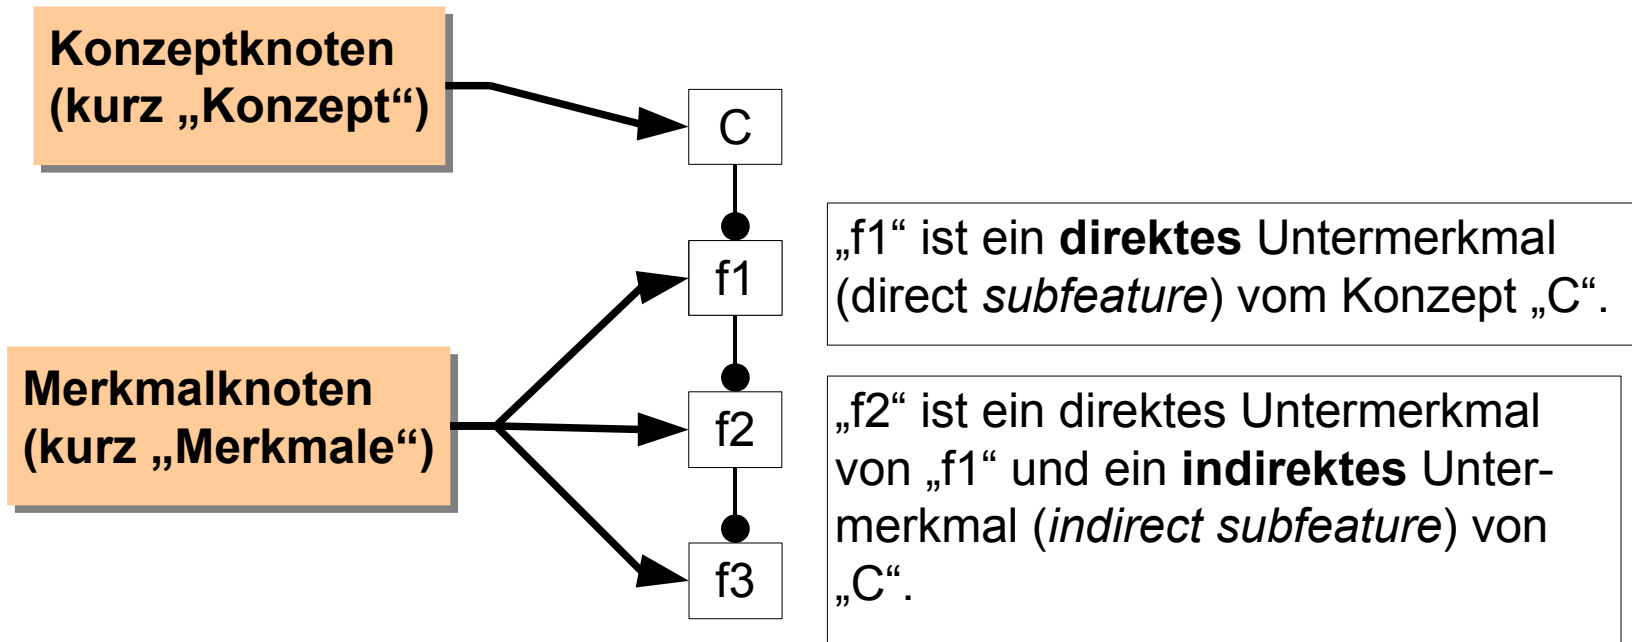 Konzeptknoten
(kurz „Konzept“)
C
„f1“ ist ein direktes Untermerkmal
(direct subfeature) vom Konzept „C“.
f1
Merkmalknoten
(kurz „Merkmale“)
f2
„f2“ ist ein direktes Untermerkmal
von „f1“ und ein indirektes Unter-
merkmal (indirect subfeature) von
„C“.
f3